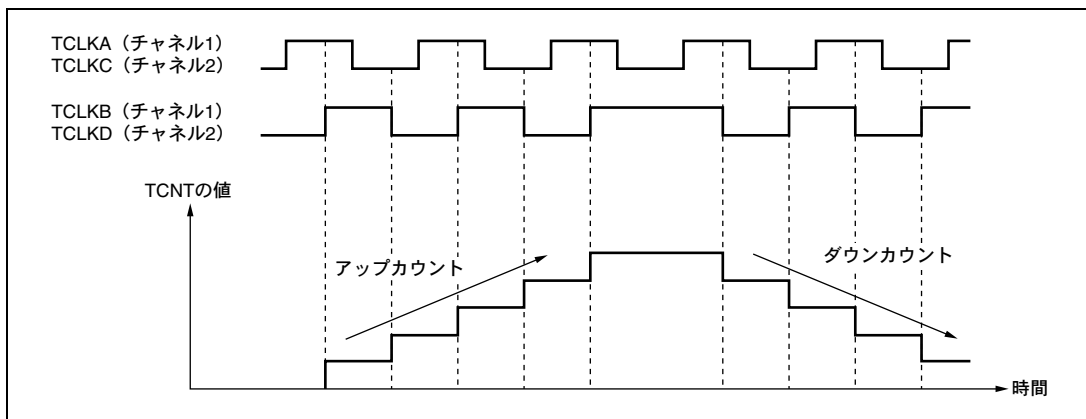 TCLKA（チャネル1）
TCLKC（チャネル2）
TCLKB（チャネル1）
TCLKD（チャネル2）
TCNTの値
アップカウント
ダウンカウント
時間